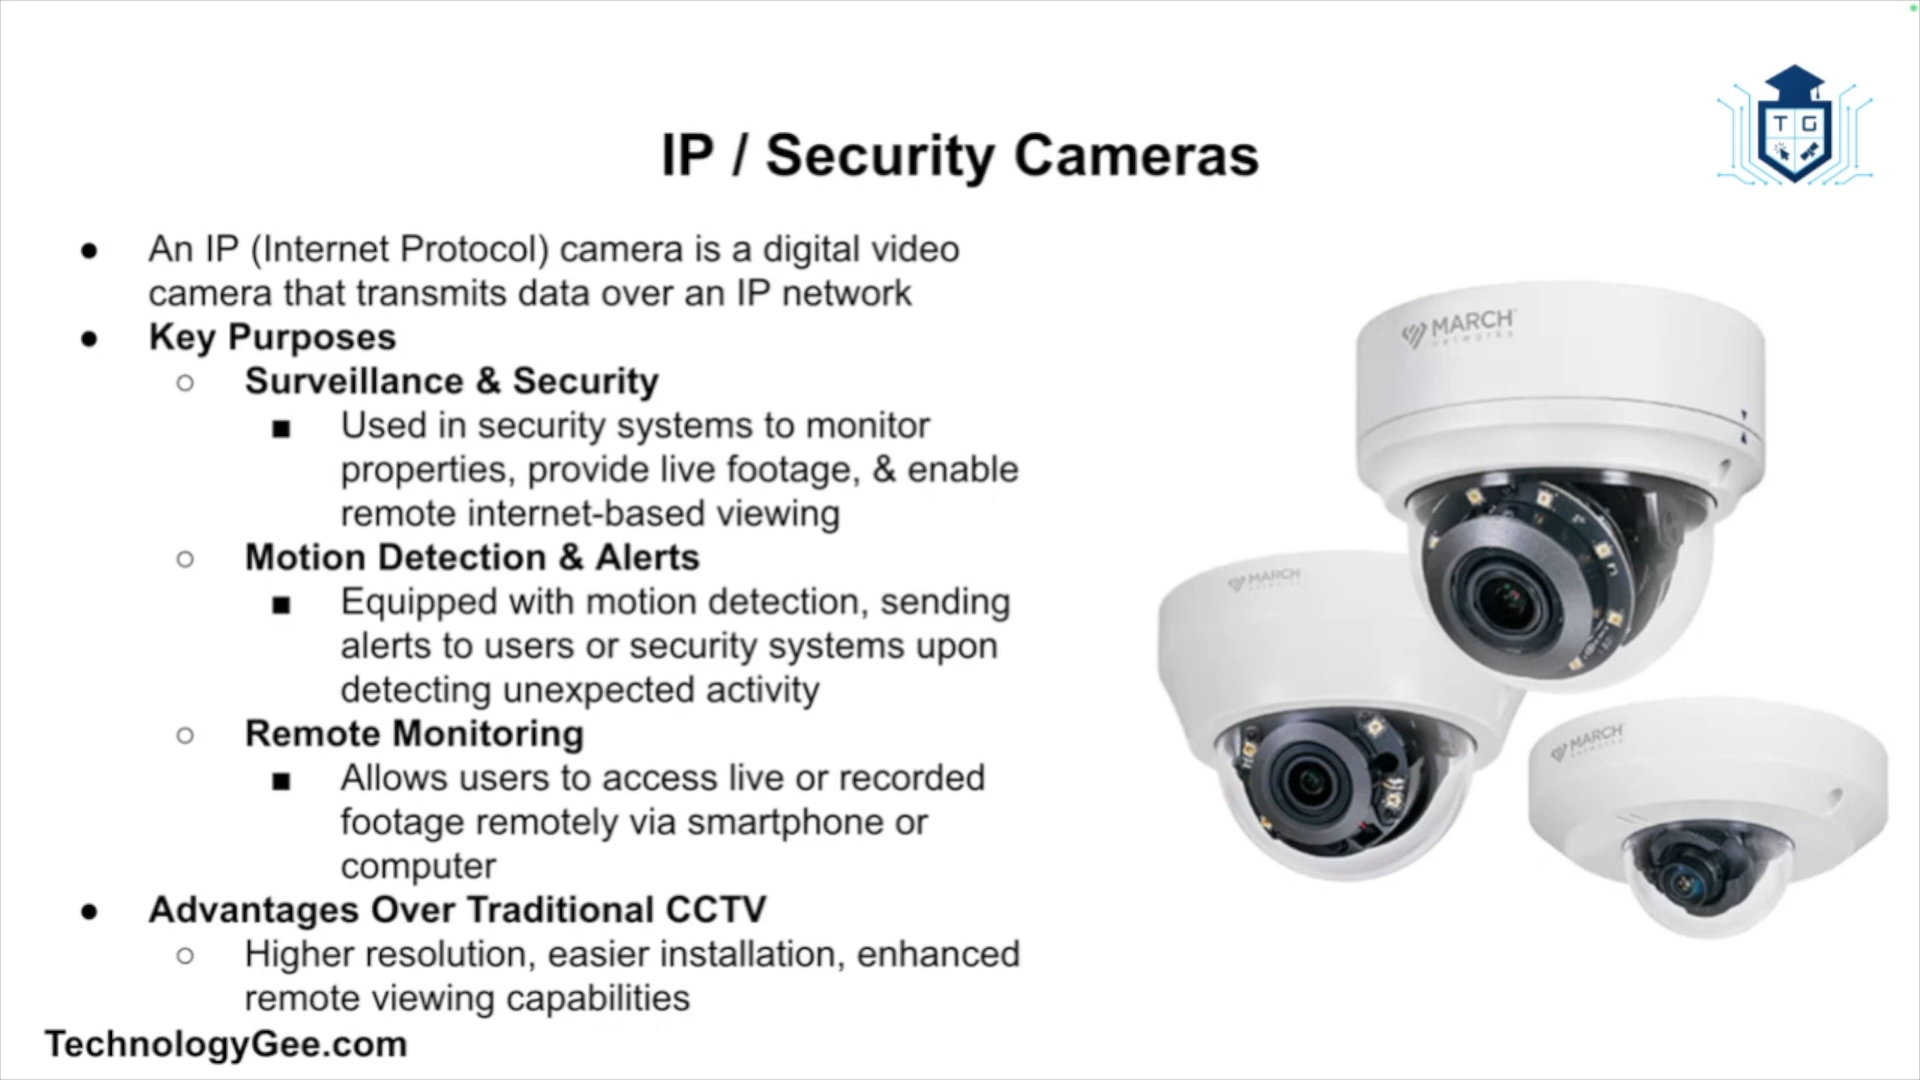 IP / Security Cameras
T G
● An IP (Internet Protocol) camera is a digital video
camera that transmits data over an IP network
● Key Purposes
○ Surveillance & Security
■ Used in security systems to monitor
properties, provide live footage, & enable
remote internet-based viewing
○ Motion Detection & Alerts
■ Equipped with motion detection, sending
alerts to users or security systems upon
detecting unexpected activity
○ Remote Monitoring
■ Allows users to access live or recorded
footage remotely via smartphone or
computer
● Advantages Over Traditional CCTV
○ Higher resolution, easier installation, enhanced
remote viewing capabilities
TechnologyGee.com
MARCH
networks
MARCH
networks
MARCH
networks